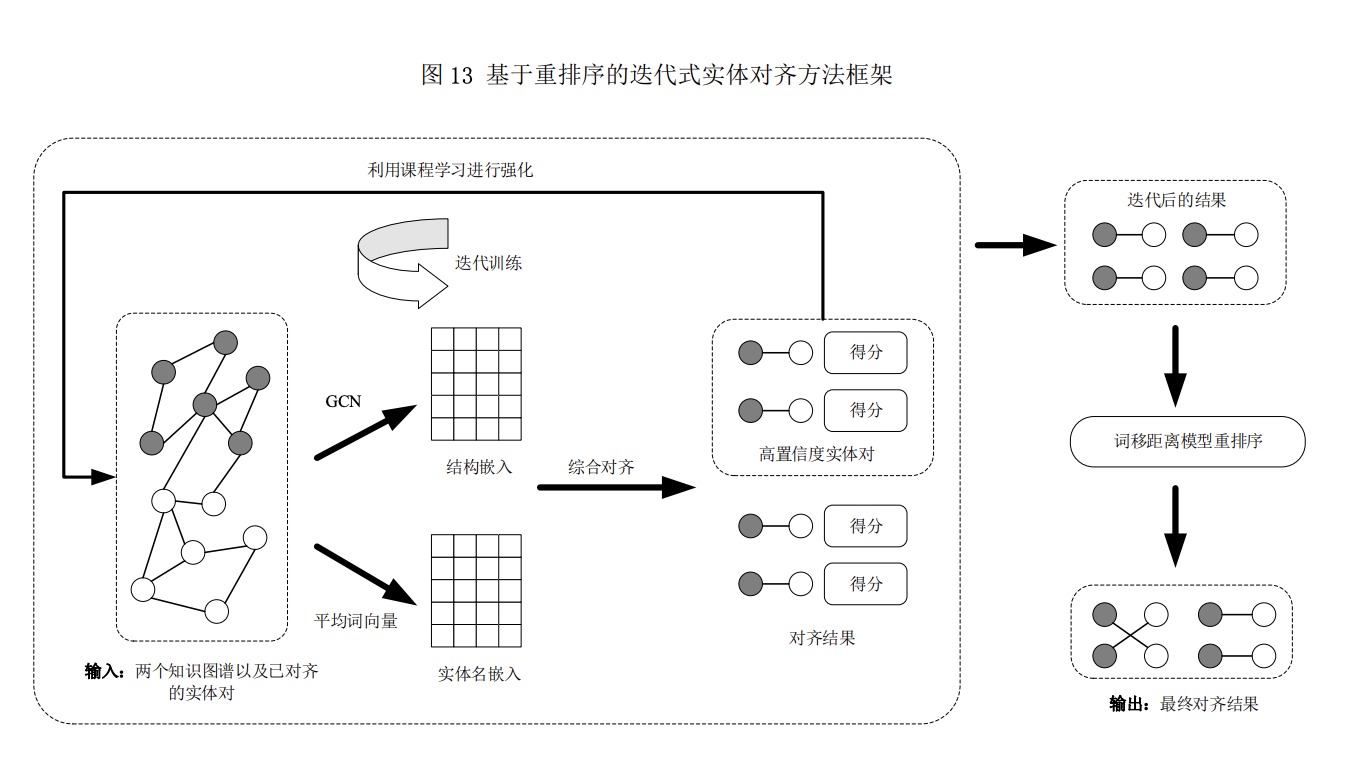 图 13 基于重排序的迭代式实体对齐方法框架
利用课程学习进行强化
迭代训练
GCN
结构嵌入
平均词向量
实体名嵌入
输入：两个知识图谱以及已对齐
的实体对
综合对齐
得分
得分
高置信度实体对
得分
得分
对齐结果
迭代后的结果
词移距离模型重排序
输出：最终对齐结果